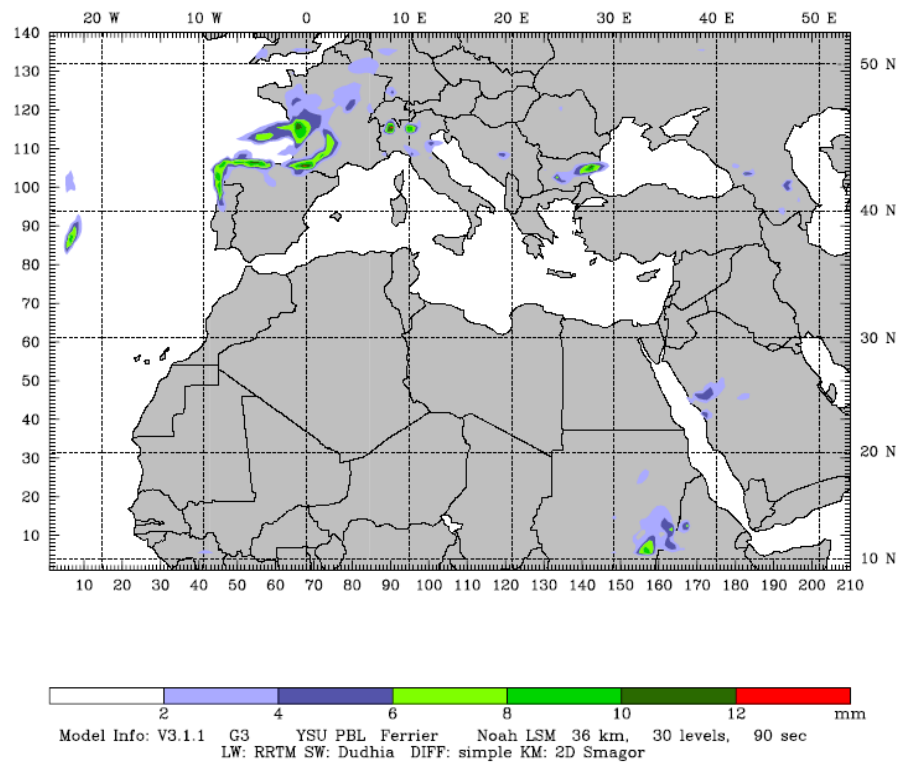 20 W 10 W 0 10 E 20 E 30 E 40 E 50 E
140
130 50 N
120
110
100
90 40 N
80
70
60 30 N
50
40
30 20 N
20
10 10 N
10 20 30 40 50 60 70 80 90 100 110 120 130 140 150 160 170 180 190 200 210
2 4 6 8 10 12 mm
Model Info: V3.1.1 G3 YSU PBL Ferrier Noah LSM 36 km, 30 levels, 90 sec
LW: RRTM SW: Dudhia DIFF: simple KM: 2D Smagor